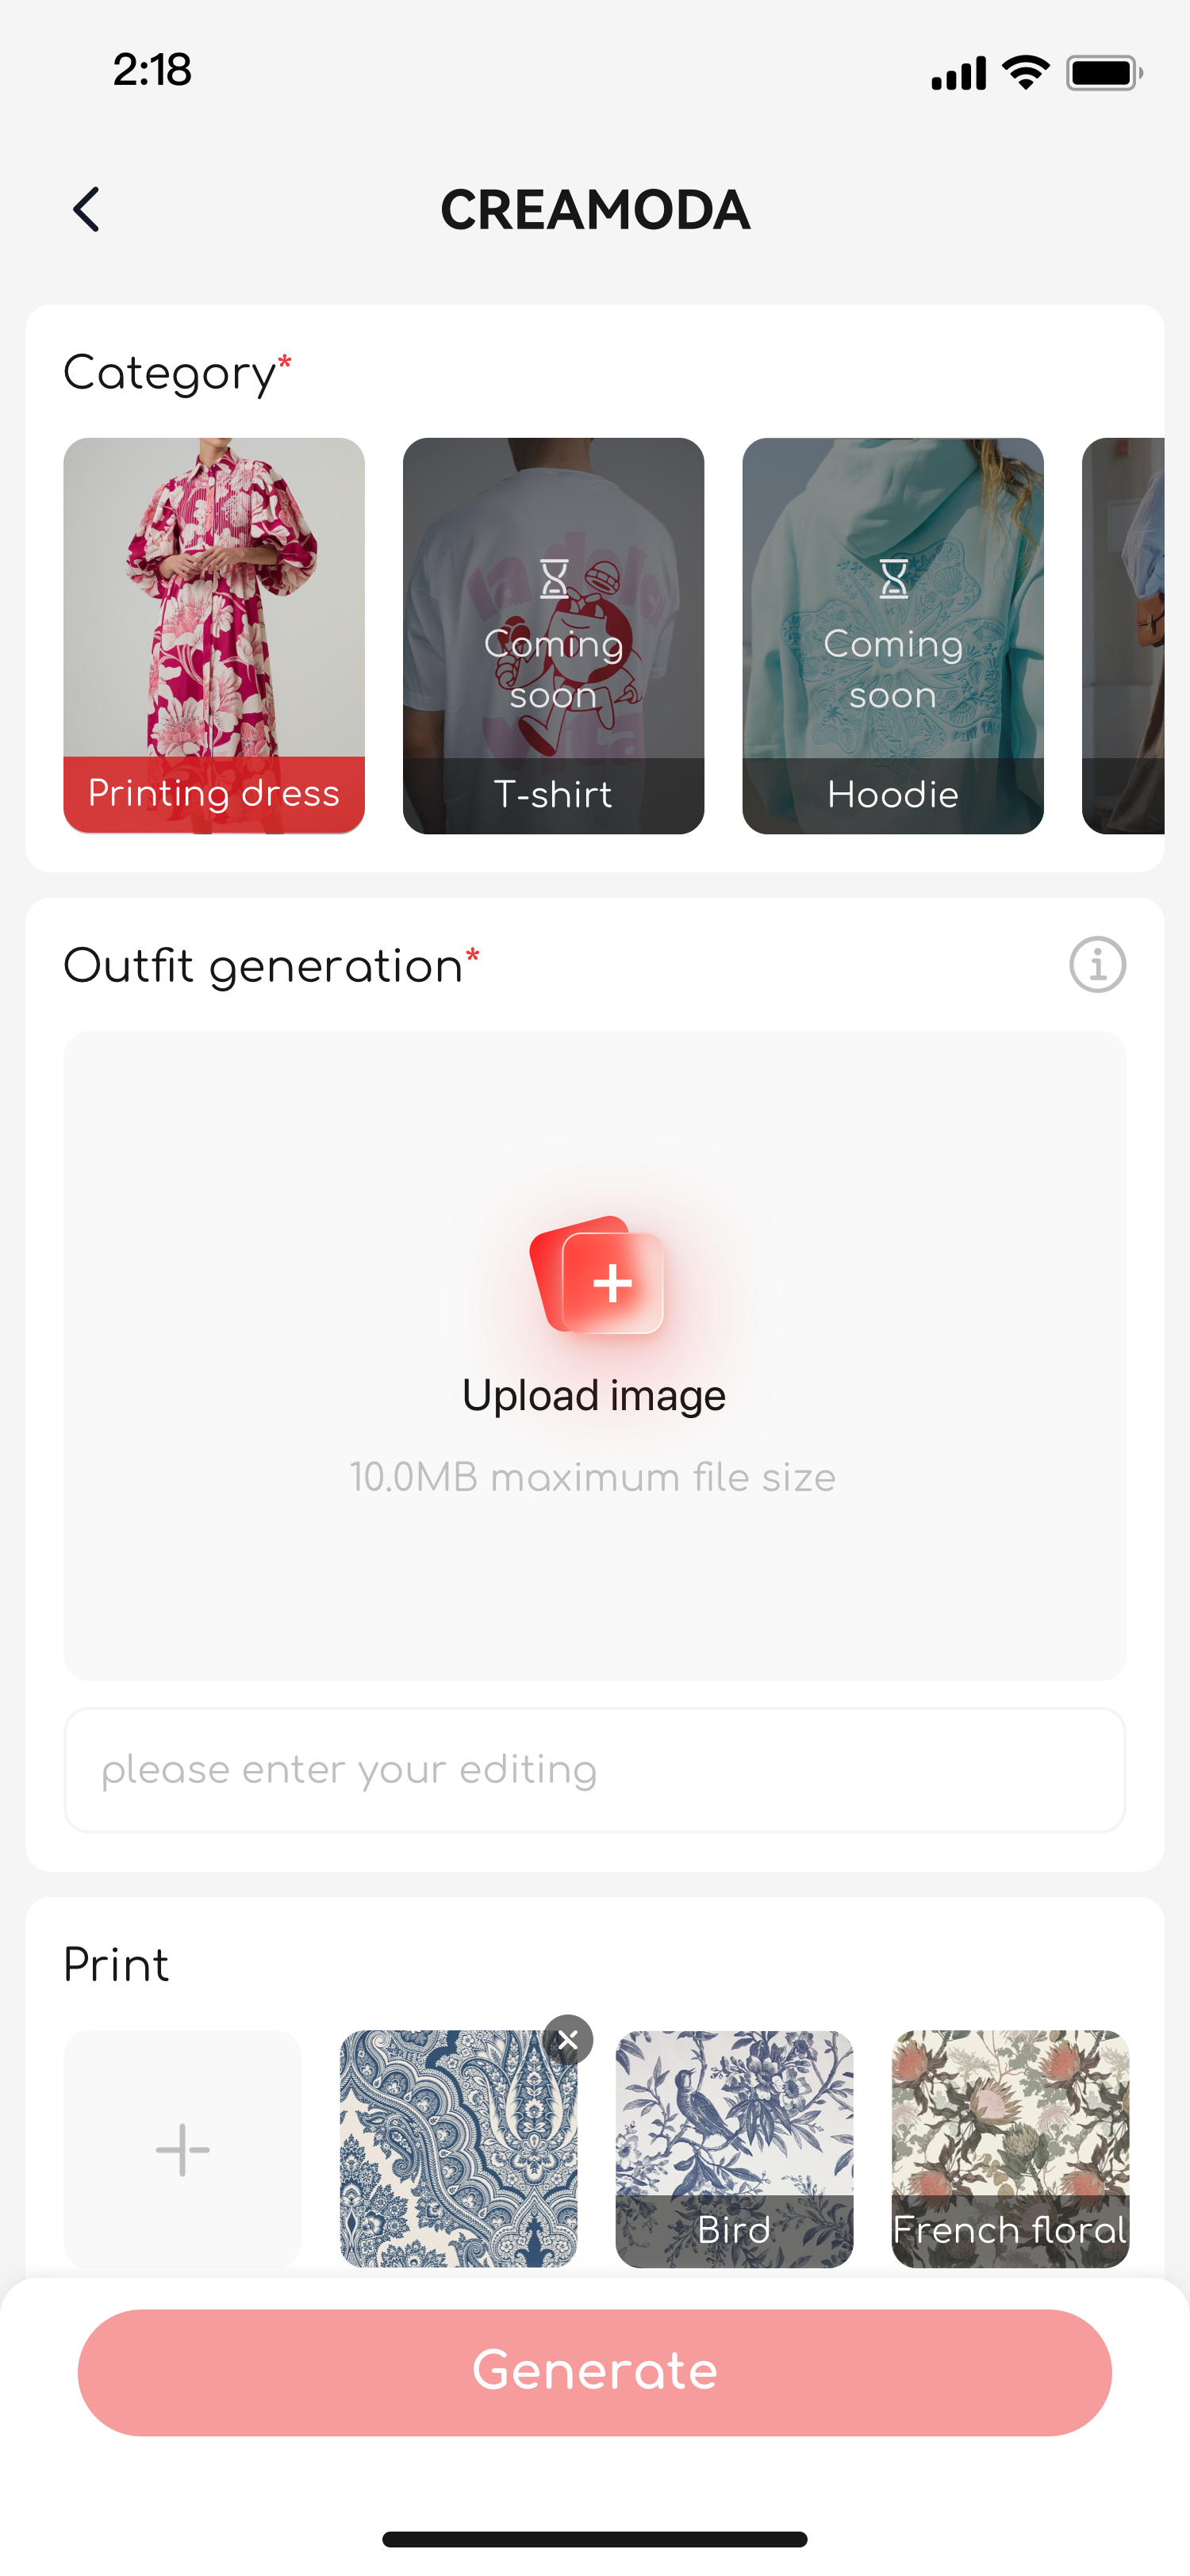 2:18
CREAMODA
Category*
Coming
soon
Coming
soon
Printing dress
T-shirt
Hoodie
Outfit generation*
Upload image
10.0MB maximum file size
please enter your editing
Print
Bird
French floral
Generate